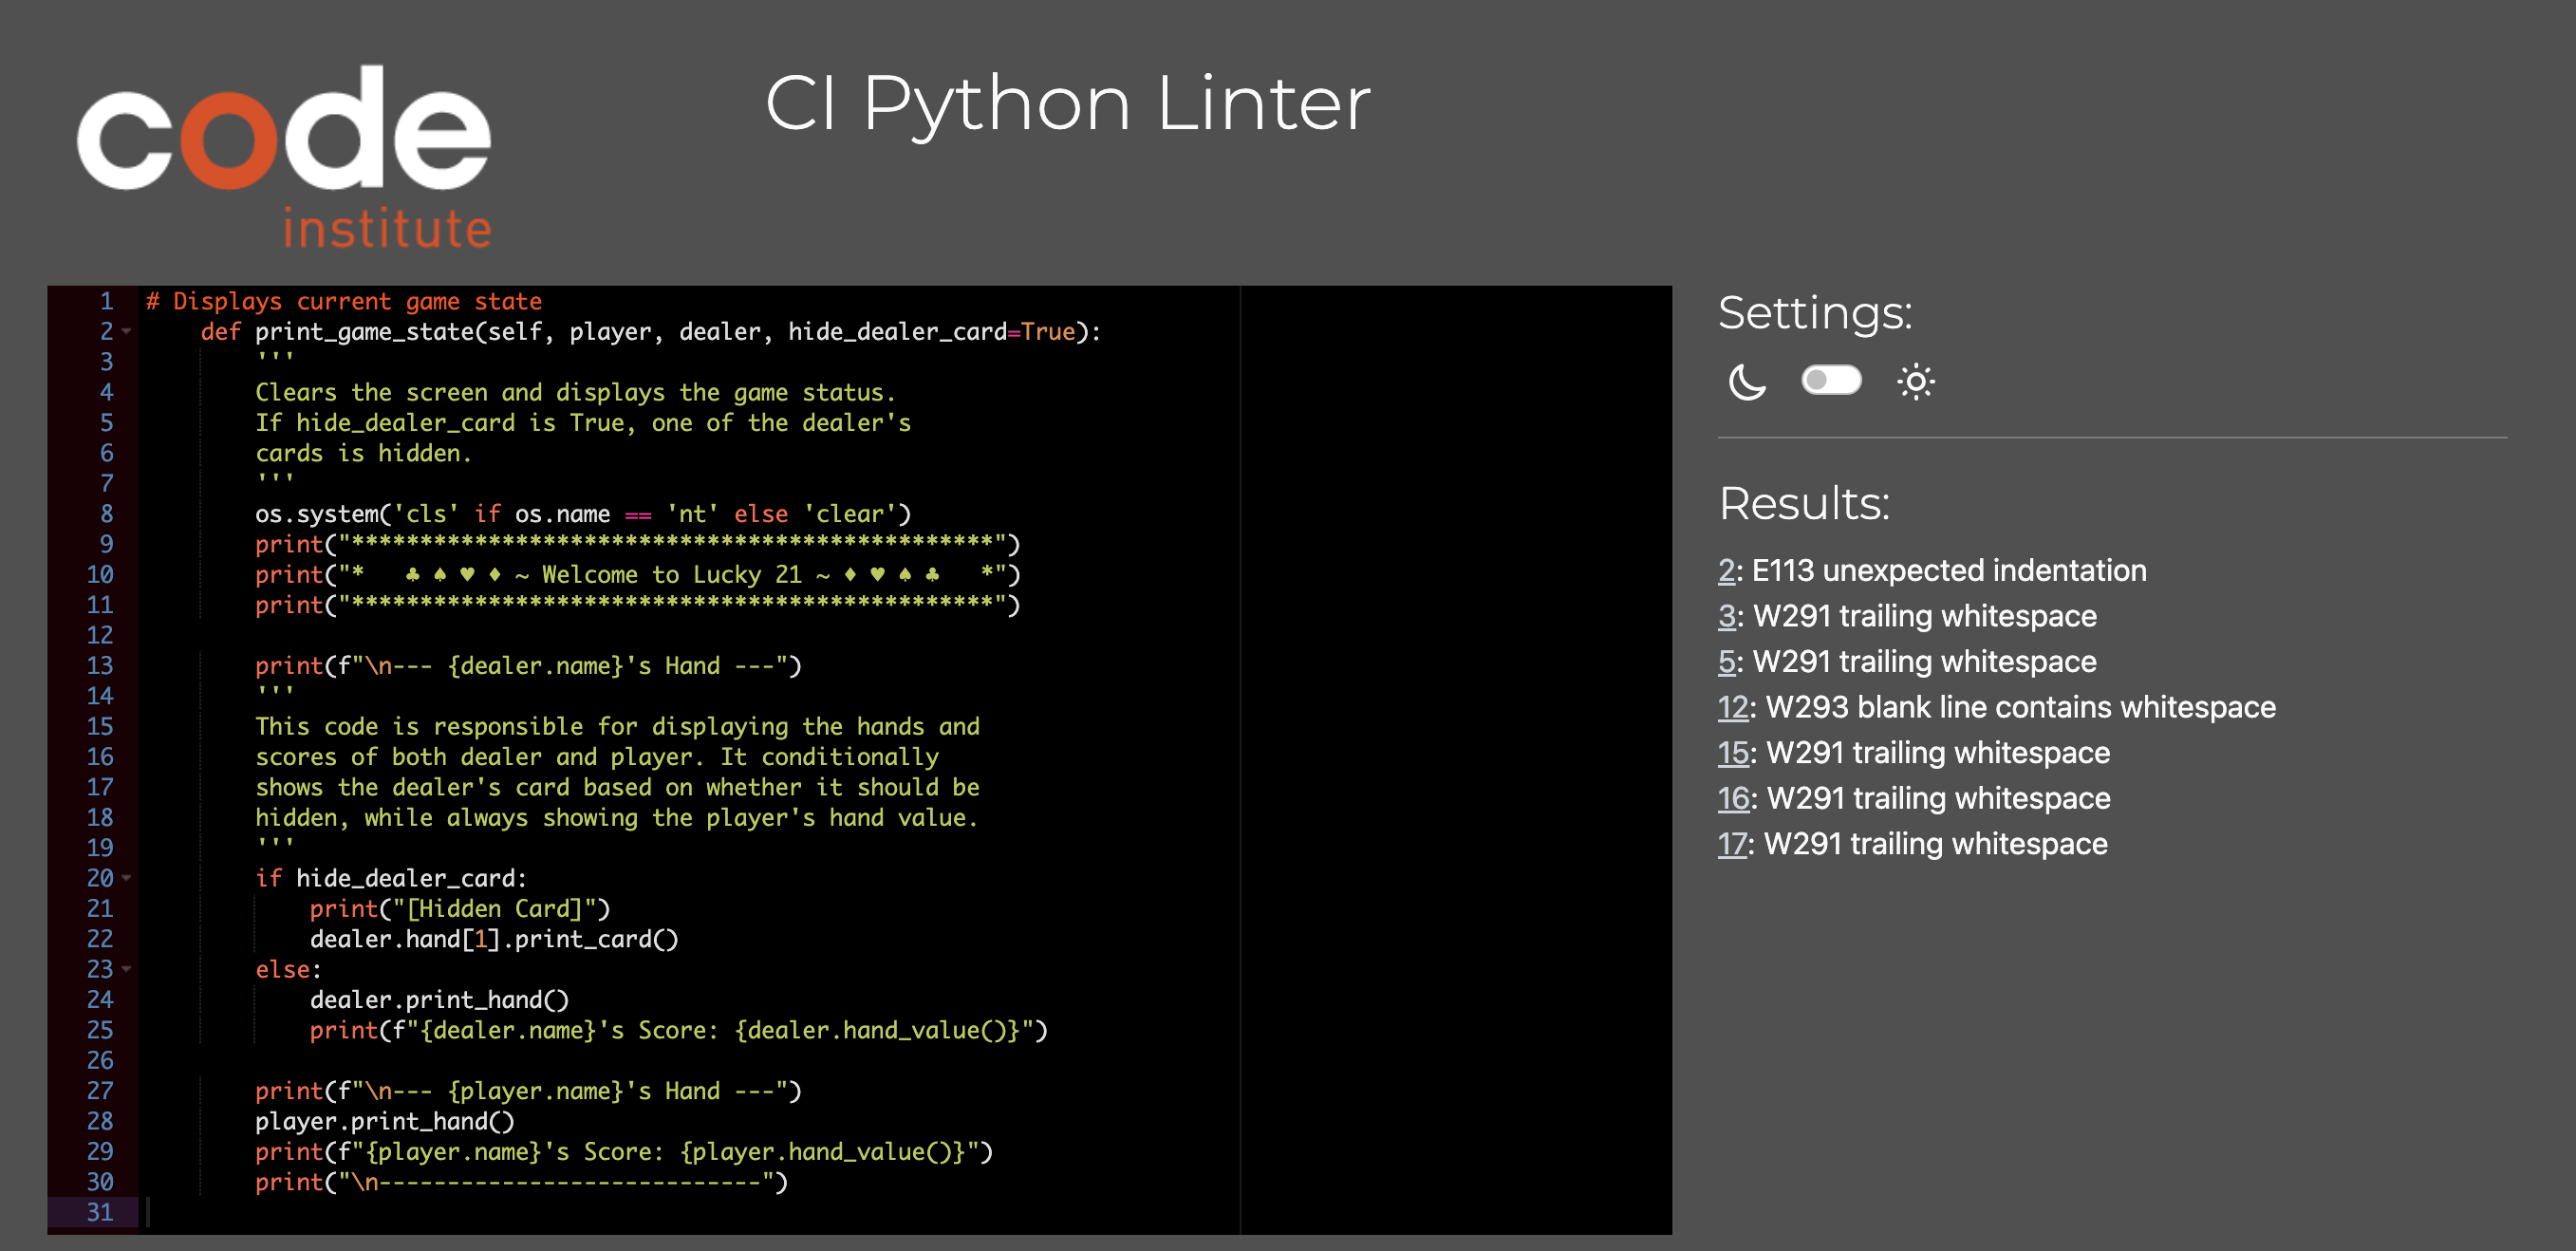 code
institute
CI Python Linter
1 # Displays current game state
2     def print_game_state(self, player, dealer, hide_dealer_card=True):
3         '''
4         Clears the screen and displays the game status.
5         If hide_dealer_card is True, one of the dealer's
6         cards is hidden.
7         '''
8         os.system('cls' if os.name == 'nt' else 'clear')
9         print("***********************************************")
10         print("*   ♣ ♠ ♥ ♦ ~ Welcome to Lucky 21 ~ ♦ ♥ ♠ ♣   *")
11         print("***********************************************")
12
13         print(f"\n--- {dealer.name}'s Hand ---")
14         '''
15         This code is responsible for displaying the hands and
16         scores of both dealer and player. It conditionally
17         shows the dealer's card based on whether it should be
18         hidden, while always showing the player's hand value.
19         '''
20         if hide_dealer_card:
21             print("[Hidden Card]")
22             dealer.hand[1].print_card()
23         else:
24             dealer.print_hand()
25             print(f"{dealer.name}'s Score: {dealer.hand_value()}")
26
27         print(f"\n--- {player.name}'s Hand ---")
28         player.print_hand()
29         print(f"{player.name}'s Score: {player.hand_value()}")
30         print("\n----------------------------")
31
Settings:
Results:
2: E113 unexpected indentation
3: W291 trailing whitespace
5: W291 trailing whitespace
12: W293 blank line contains whitespace
15: W291 trailing whitespace
16: W291 trailing whitespace
17: W291 trailing whitespace